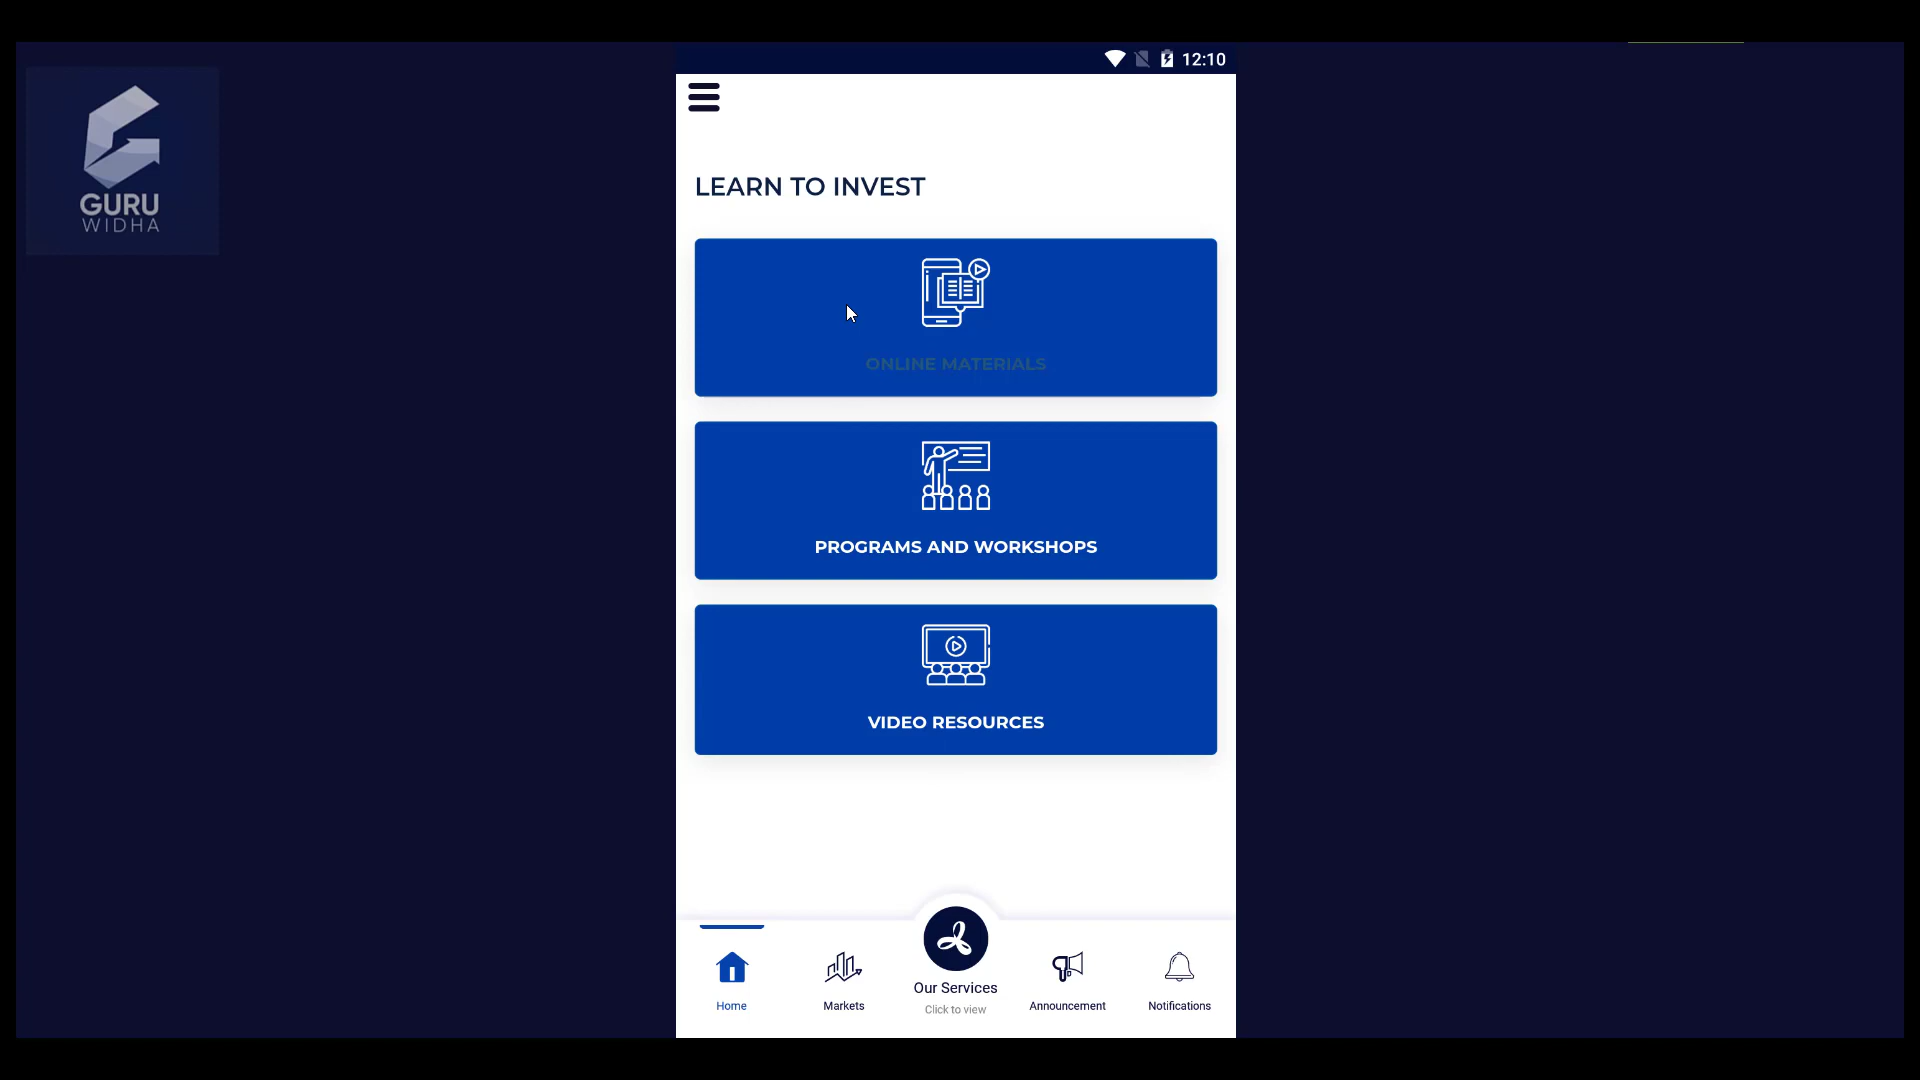 12:10
GURU
WIDHA
LEARN TO INVEST
ONLINE MATERIALS
PROGRAMS AND WORKSHOPS
VIDEO RESOURCES
Home
Markets
Our Services
Click to view
Announcement
Notifications